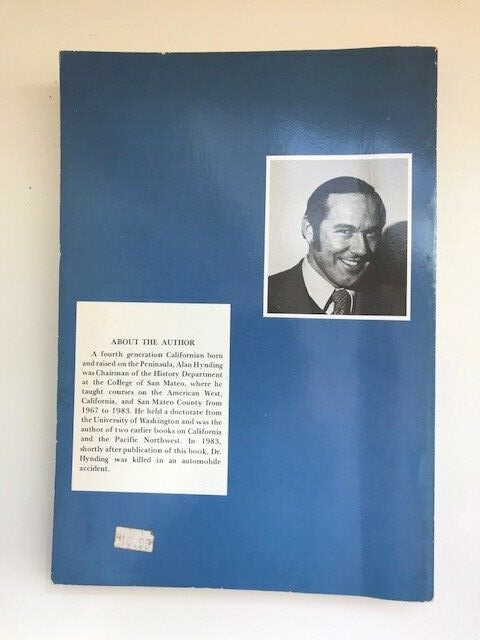 ABOUT THE AUTHOR
A fourth generation Californian born
and raised on the Peninsula, Alan Hynding
was Chairman of the History Department
at the College of San Mateo, where he
taught courses on the American West,
California, and San Mateo County from
1967 to 1983. He held a doctorate from
the University of Washington and was the
author of two earlier books on California
and the Pacific Northwest. In 1983,
shortly after publication of this book, Dr.
Hynding was killed in an automobile
accident.